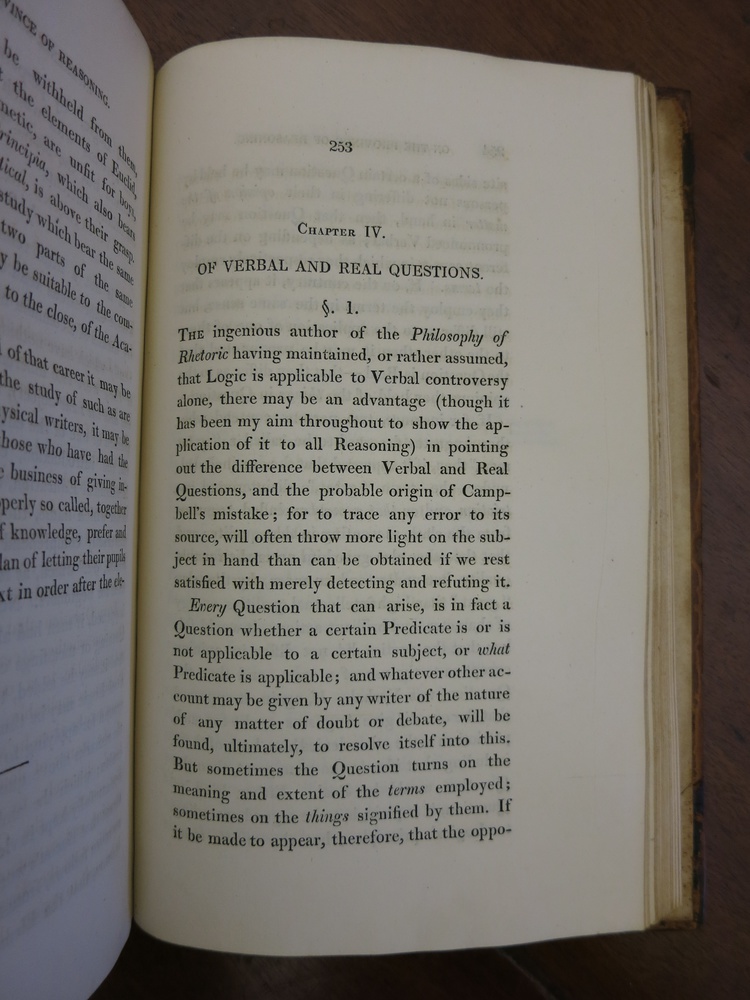 VINCE OF REASONING.
be withheld from them,
the elements of Euclid,
netic, are unfit for boys,
rincipia, which also bears
tical, is above their grasp.
study which bear the same
two parts of the same
y be suitable to the com-
to the close, of the Aca-
of that career it may be
the study of such as are
ysical writers, it may be
hose who have had the
business of giving in-
operly so called, together
f knowledge, prefer and
lan of letting their pupils
xt in order after the ele-
253
Chapter IV.
OF VERBAL AND REAL QUESTIONS.
§. 1.
The ingenious author of the Philosophy of
Rhetoric having maintained, or rather assumed,
that Logic is applicable to Verbal controversy
alone, there may be an advantage (though it
has been my aim throughout to show the ap-
plication of it to all Reasoning) in pointing
out the difference between Verbal and Real
Questions, and the probable origin of Camp-
bell's mistake; for to trace any error to its
source, will often throw more light on the sub-
ject in hand than can be obtained if we rest
satisfied with merely detecting and refuting it.
Every Question that can arise, is in fact a
Question whether a certain Predicate is or is
not applicable to a certain subject, or what
Predicate is applicable; and whatever other ac-
count may be given by any writer of the nature
of any matter of doubt or debate, will be
found, ultimately, to resolve itself into this.
But sometimes the Question turns on the
meaning and extent of the terms employed;
sometimes on the things signified by them. If
it be made to appear, therefore, that the oppo-